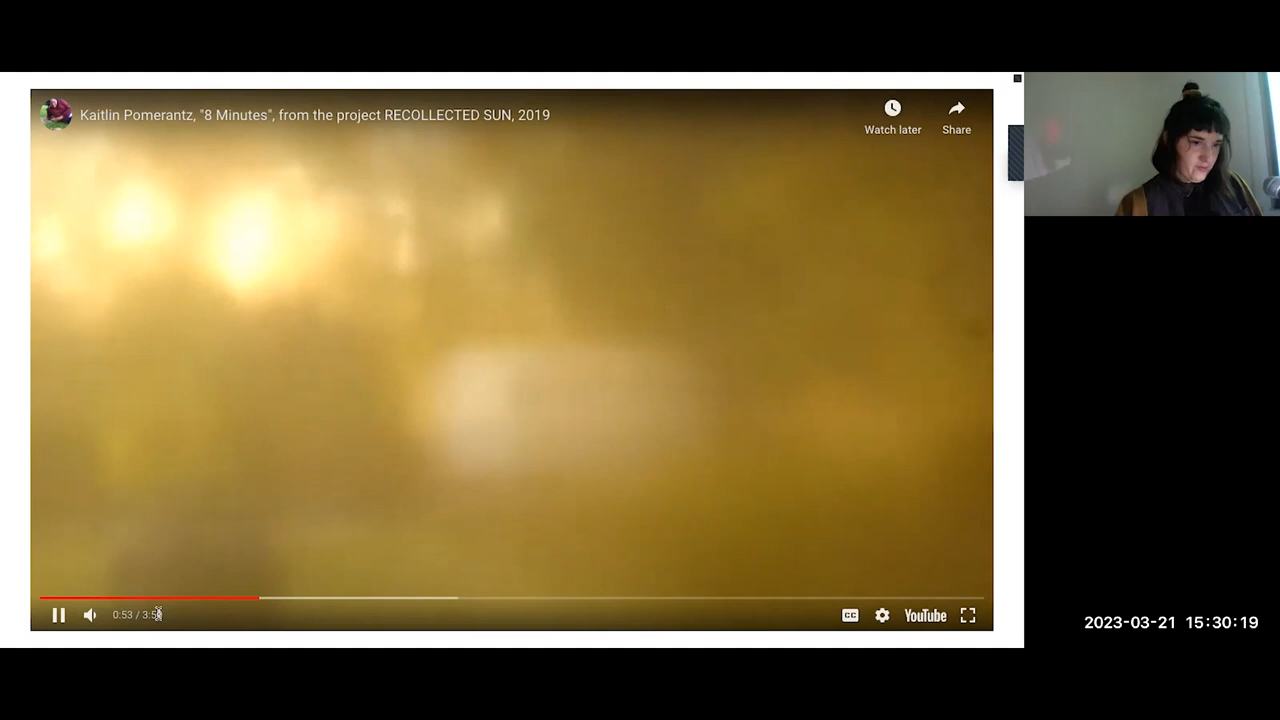 Kaitlin Pomerantz, "8 Minutes", from the project RECOLLECTED SUN, 2019
Watch later
Share
0:53 / 3:5
CC
YouTube
2023-03-21 15:30:19